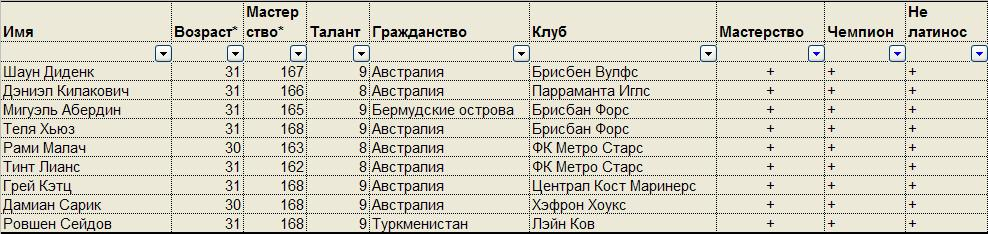 Имя Возраст* Мастер ство* Талант Гражданство Клуб Мастерство Чемпион Не латинос
Шаун Диденк 31 167 9 Австралия Брисбен Вулфс + + +
Дэниэл Килакович 31 166 8 Австралия Парраманта Иглс + + +
Мигуэль Абердин 31 165 9 Бермудские острова Брисбан Форс + + +
Теля Хьюз 31 168 9 Австралия Брисбан Форс + + +
Рами Малач 30 163 8 Австралия ФК Метро Старс + + +
Тинт Лианс 31 162 8 Австралия ФК Метро Старс + + +
Грей Кэтц 31 168 9 Австралия Централ Кост Маринерс + + +
Дамиан Сарик 30 168 9 Австралия Хэфрон Хоукс + + +
Ровшен Сейдов 31 168 9 Туркменистан Лэйн Ков + + +